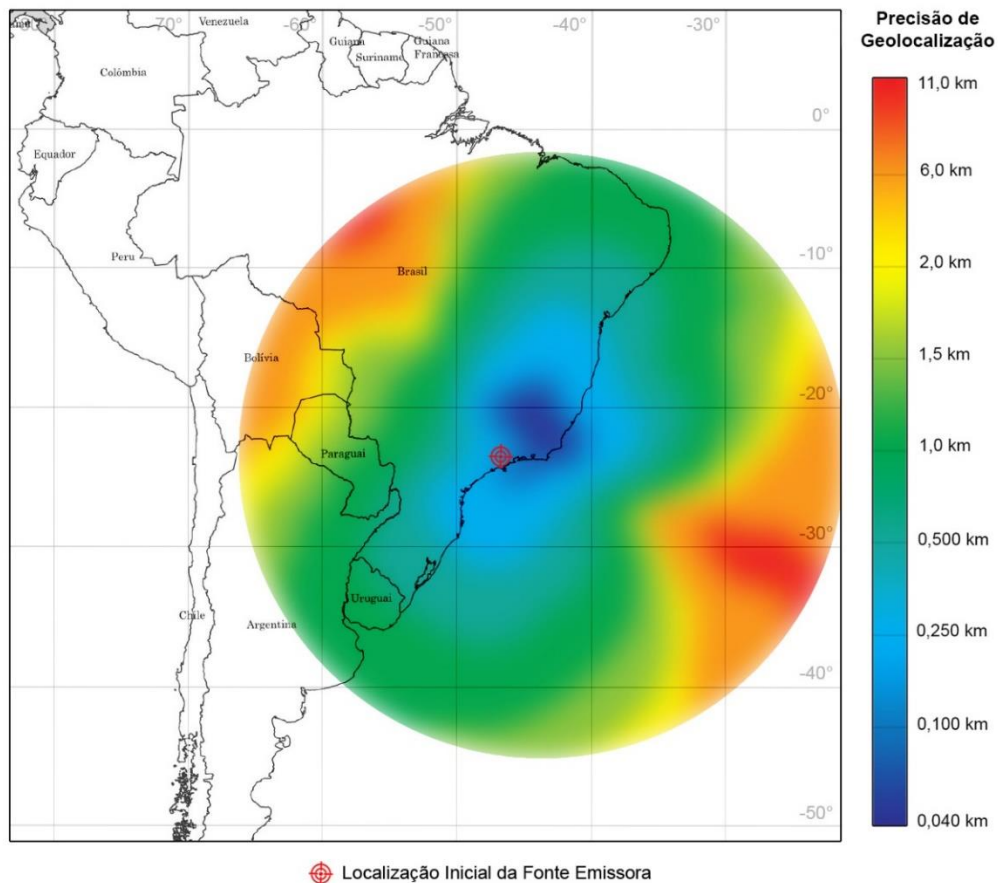 -80° -70° -60° -50° -40° -30°
Venezuela
Guiana
Guiana
Francesa
Suriname
Colómbia
0°
Equador
Peru
Brasil
-10°
Bolívia
-20°
Paraguai
-30°
Uruguai
Chile
Argentina
-40°
-50°
Precisão de
Geolocalização
11,0 km
6,0 km
2,0 km
1,5 km
1,0 km
0,500 km
0,250 km
0,100 km
0,040 km
Localização Inicial da Fonte Emissora